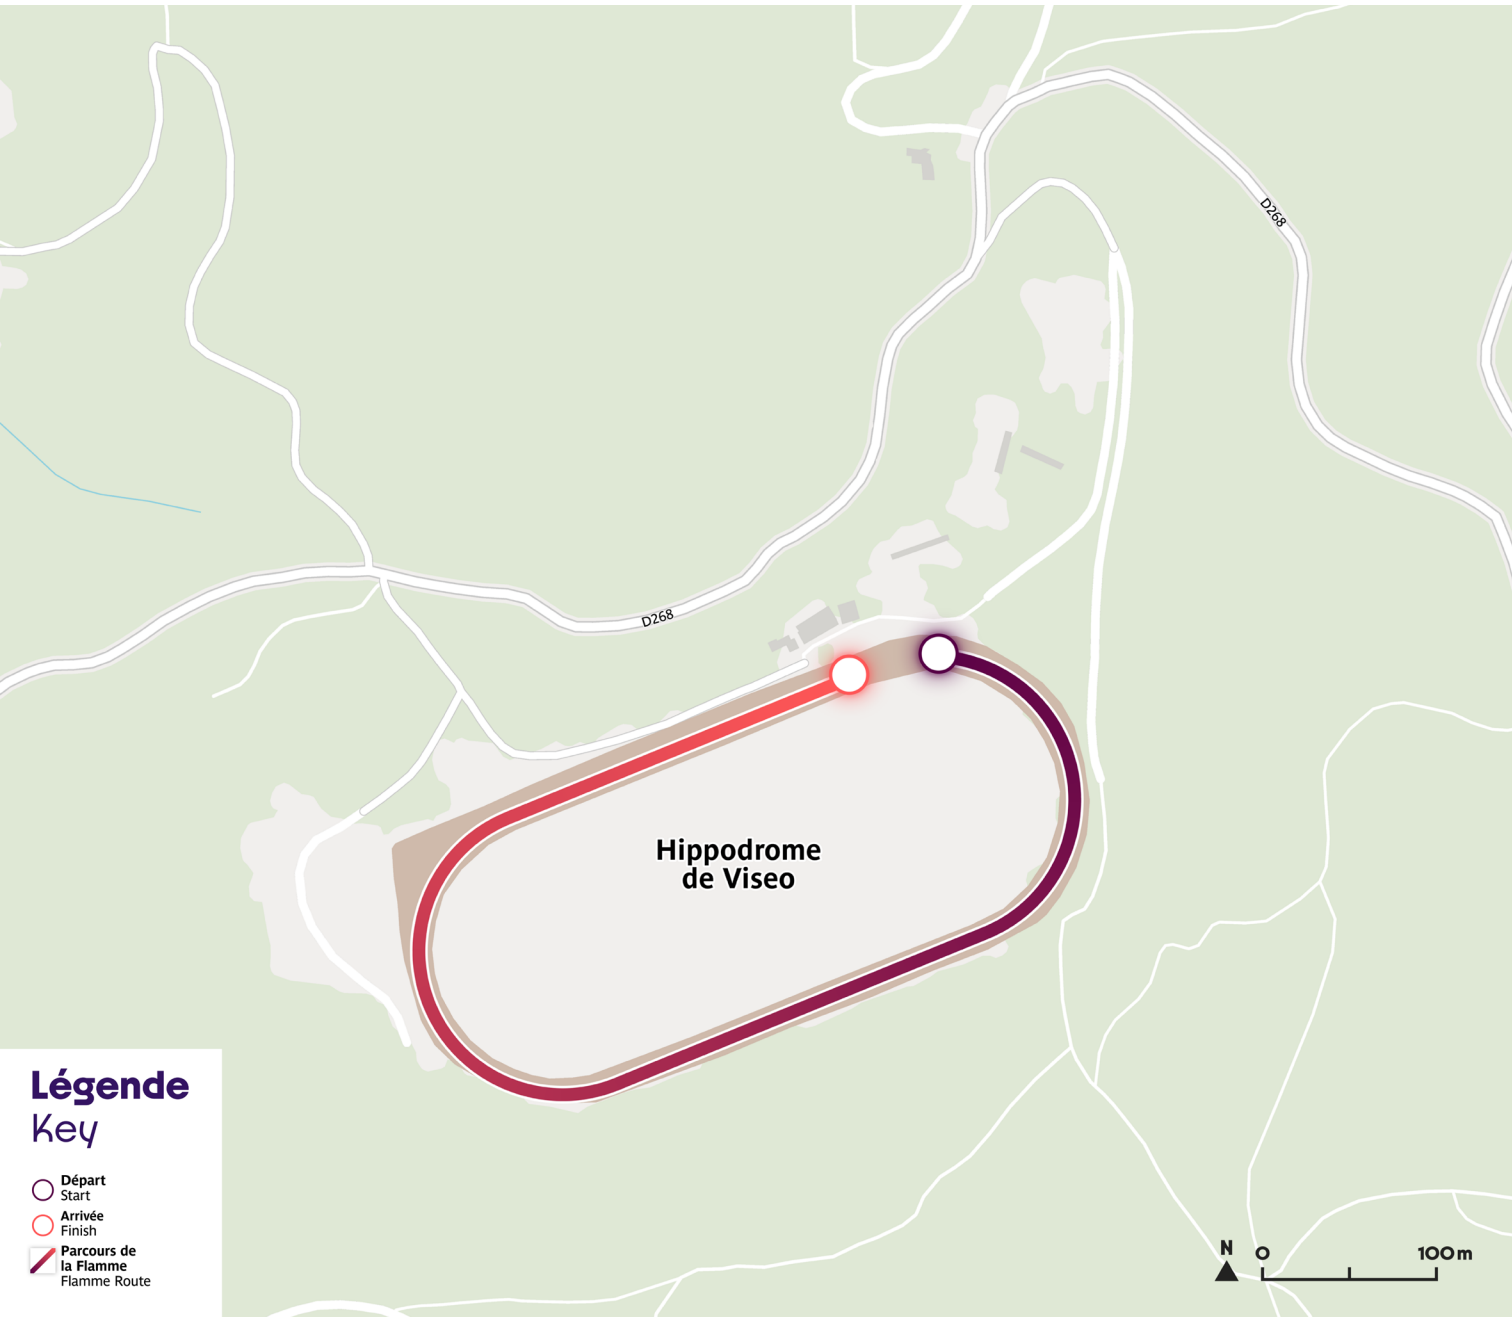 D268
D268
Hippodrome
de Viseo
Légende
Key
Départ
Start
Arrivée
Finish
Parcours de
la Flamme
Flamme Route
N 0 100m